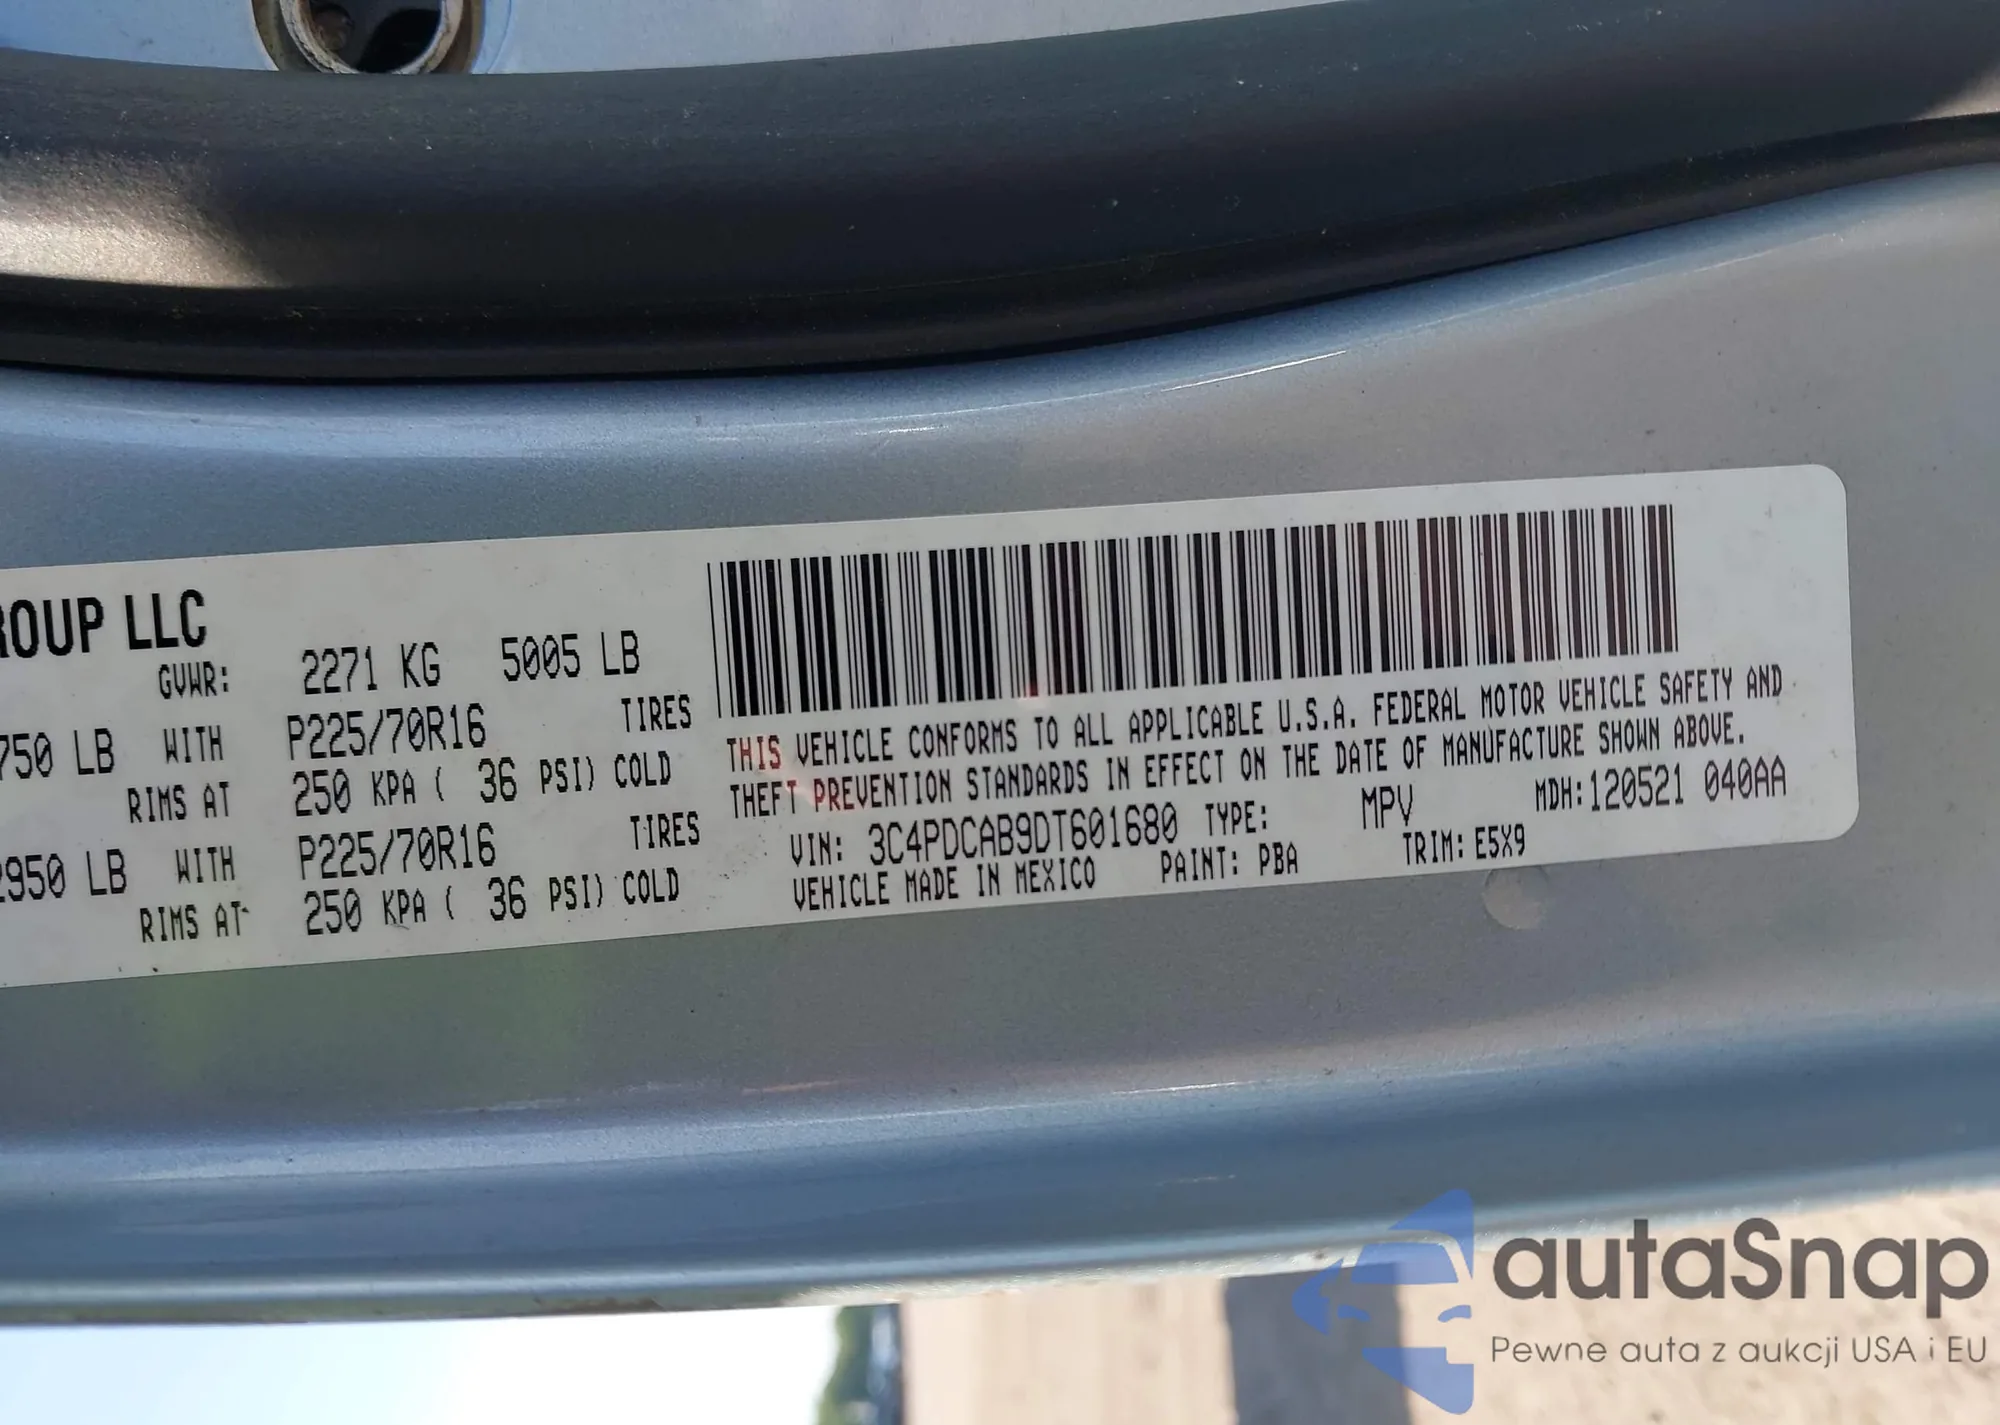 ROUP LLC
GVWR: 2271 KG 5005 LB
750 LB WITH P225/70R16 TIRES
RIMS AT 250 KPA ( 36 PSI) COLD
2950 LB WITH P225/70R16 TIRES
RIMS AT 250 KPA ( 36 PSI) COLD
THIS VEHICLE CONFORMS TO ALL APPLICABLE U.S.A. FEDERAL MOTOR VEHICLE SAFETY AND
THEFT PREVENTION STANDARDS IN EFFECT ON THE DATE OF MANUFACTURE SHOWN ABOVE.
VIN: 3C4PDCAB9DT601680 TYPE: MPV MDH:120521 040AA
VEHICLE MADE IN MEXICO PAINT: PBA TRIM: E5X9
autaSnap
Pewne auta z aukcji USA i EU